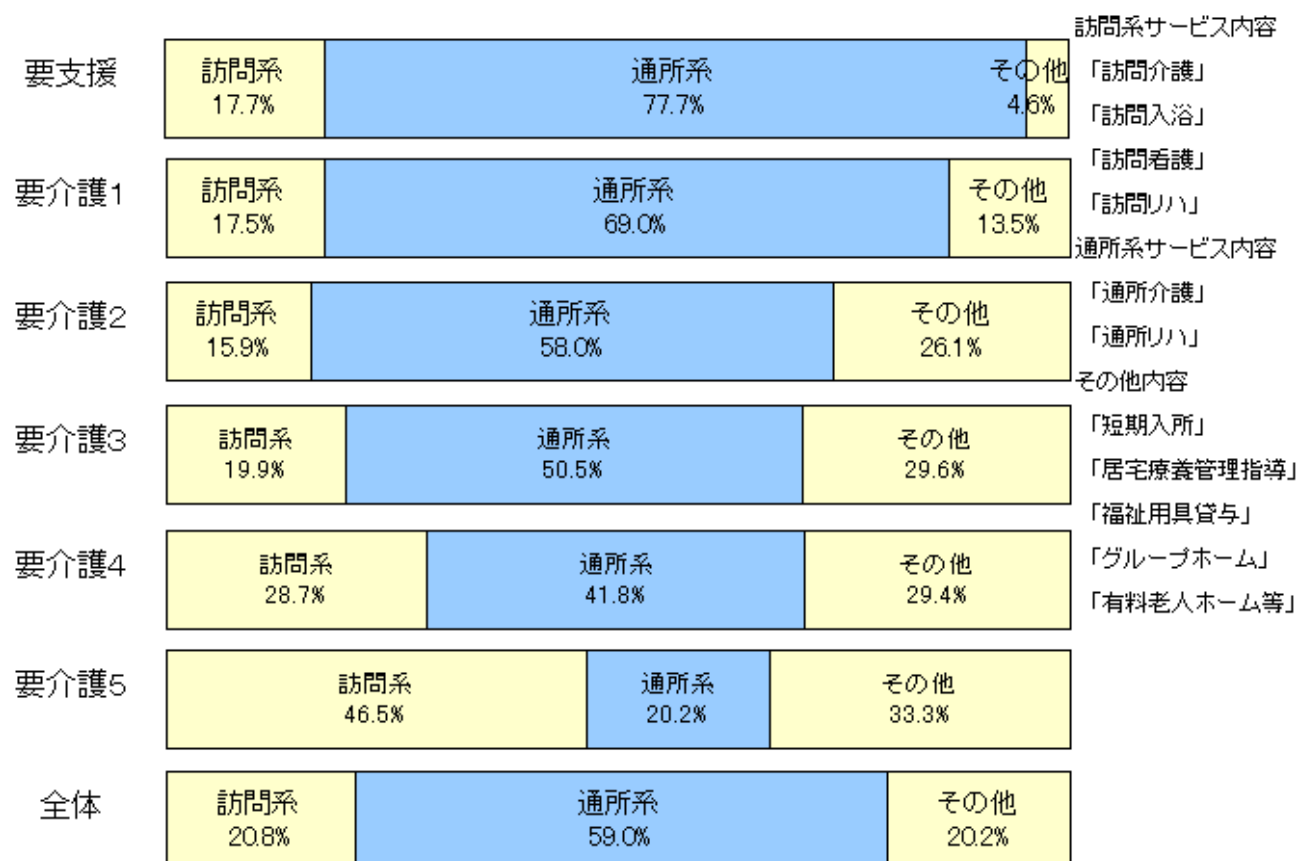 要支援
訪問系 通所系 その他
17.7% 77.7% 4.6%
要介護1
訪問系 通所系 その他
17.5% 69.0% 13.5%
要介護2
訪問系 通所系 その他
15.9% 58.0% 26.1%
要介護3
訪問系 通所系 その他
19.9% 50.5% 29.6%
要介護4
訪問系 通所系 その他
28.7% 41.8% 29.4%
要介護5
訪問系 通所系 その他
46.5% 20.2% 33.3%
全体
訪問系 通所系 その他
20.8% 59.0% 20.2%
訪問系サービス内容
「訪問介護」
「訪問入浴」
「訪問看護」
「訪問リハ」
通所系サービス内容
「通所介護」
「通所リハ」
その他内容
「短期入所」
「居宅療養管理指導」
「福祉用具貸与」
「グループホーム」
「有料老人ホーム等」